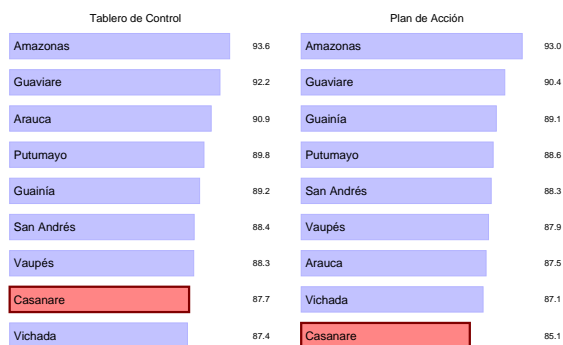 Tablero de Control
Amazonas 93.6
Guaviare 92.2
Arauca 90.9
Putumayo 89.8
Guainía 89.2
San Andrés 88.4
Vaupés 88.3
Casanare 87.7
Vichada 87.4
Plan de Acción
Amazonas 93.0
Guaviare 90.4
Guainía 89.1
Putumayo 88.6
San Andrés 88.3
Vaupés 87.9
Arauca 87.5
Vichada 87.1
Casanare 85.1